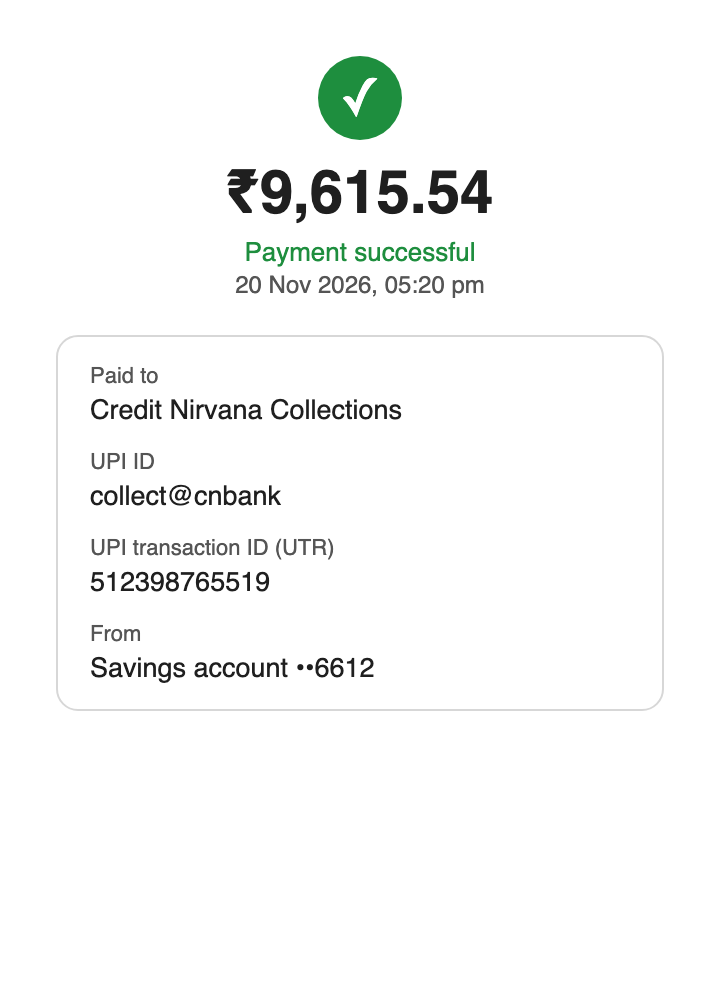 ₹9,615.54
Payment successful
20 Nov 2026, 05:20 pm
Paid to
Credit Nirvana Collections
UPI ID
collect@cnbank
UPI transaction ID (UTR)
512398765519
From
Savings account ••6612